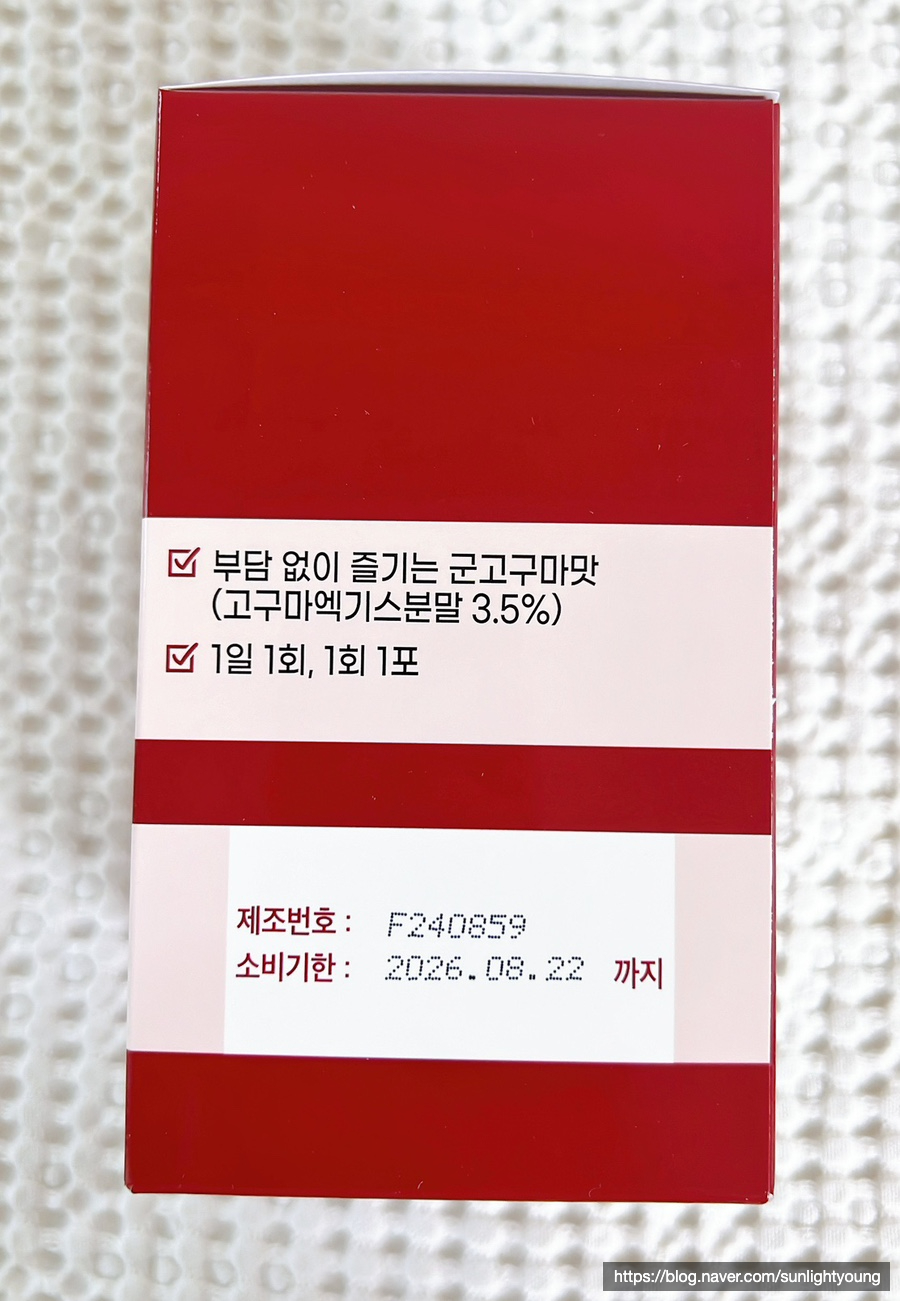 부담 없이 즐기는 군고구마맛
(고구마엑기스분말 3.5%)
1일 1회, 1회 1포
제조번호 : F240859
소비기한 : 2026.08.22 까지
https://blog.naver.com/sunlightyoung